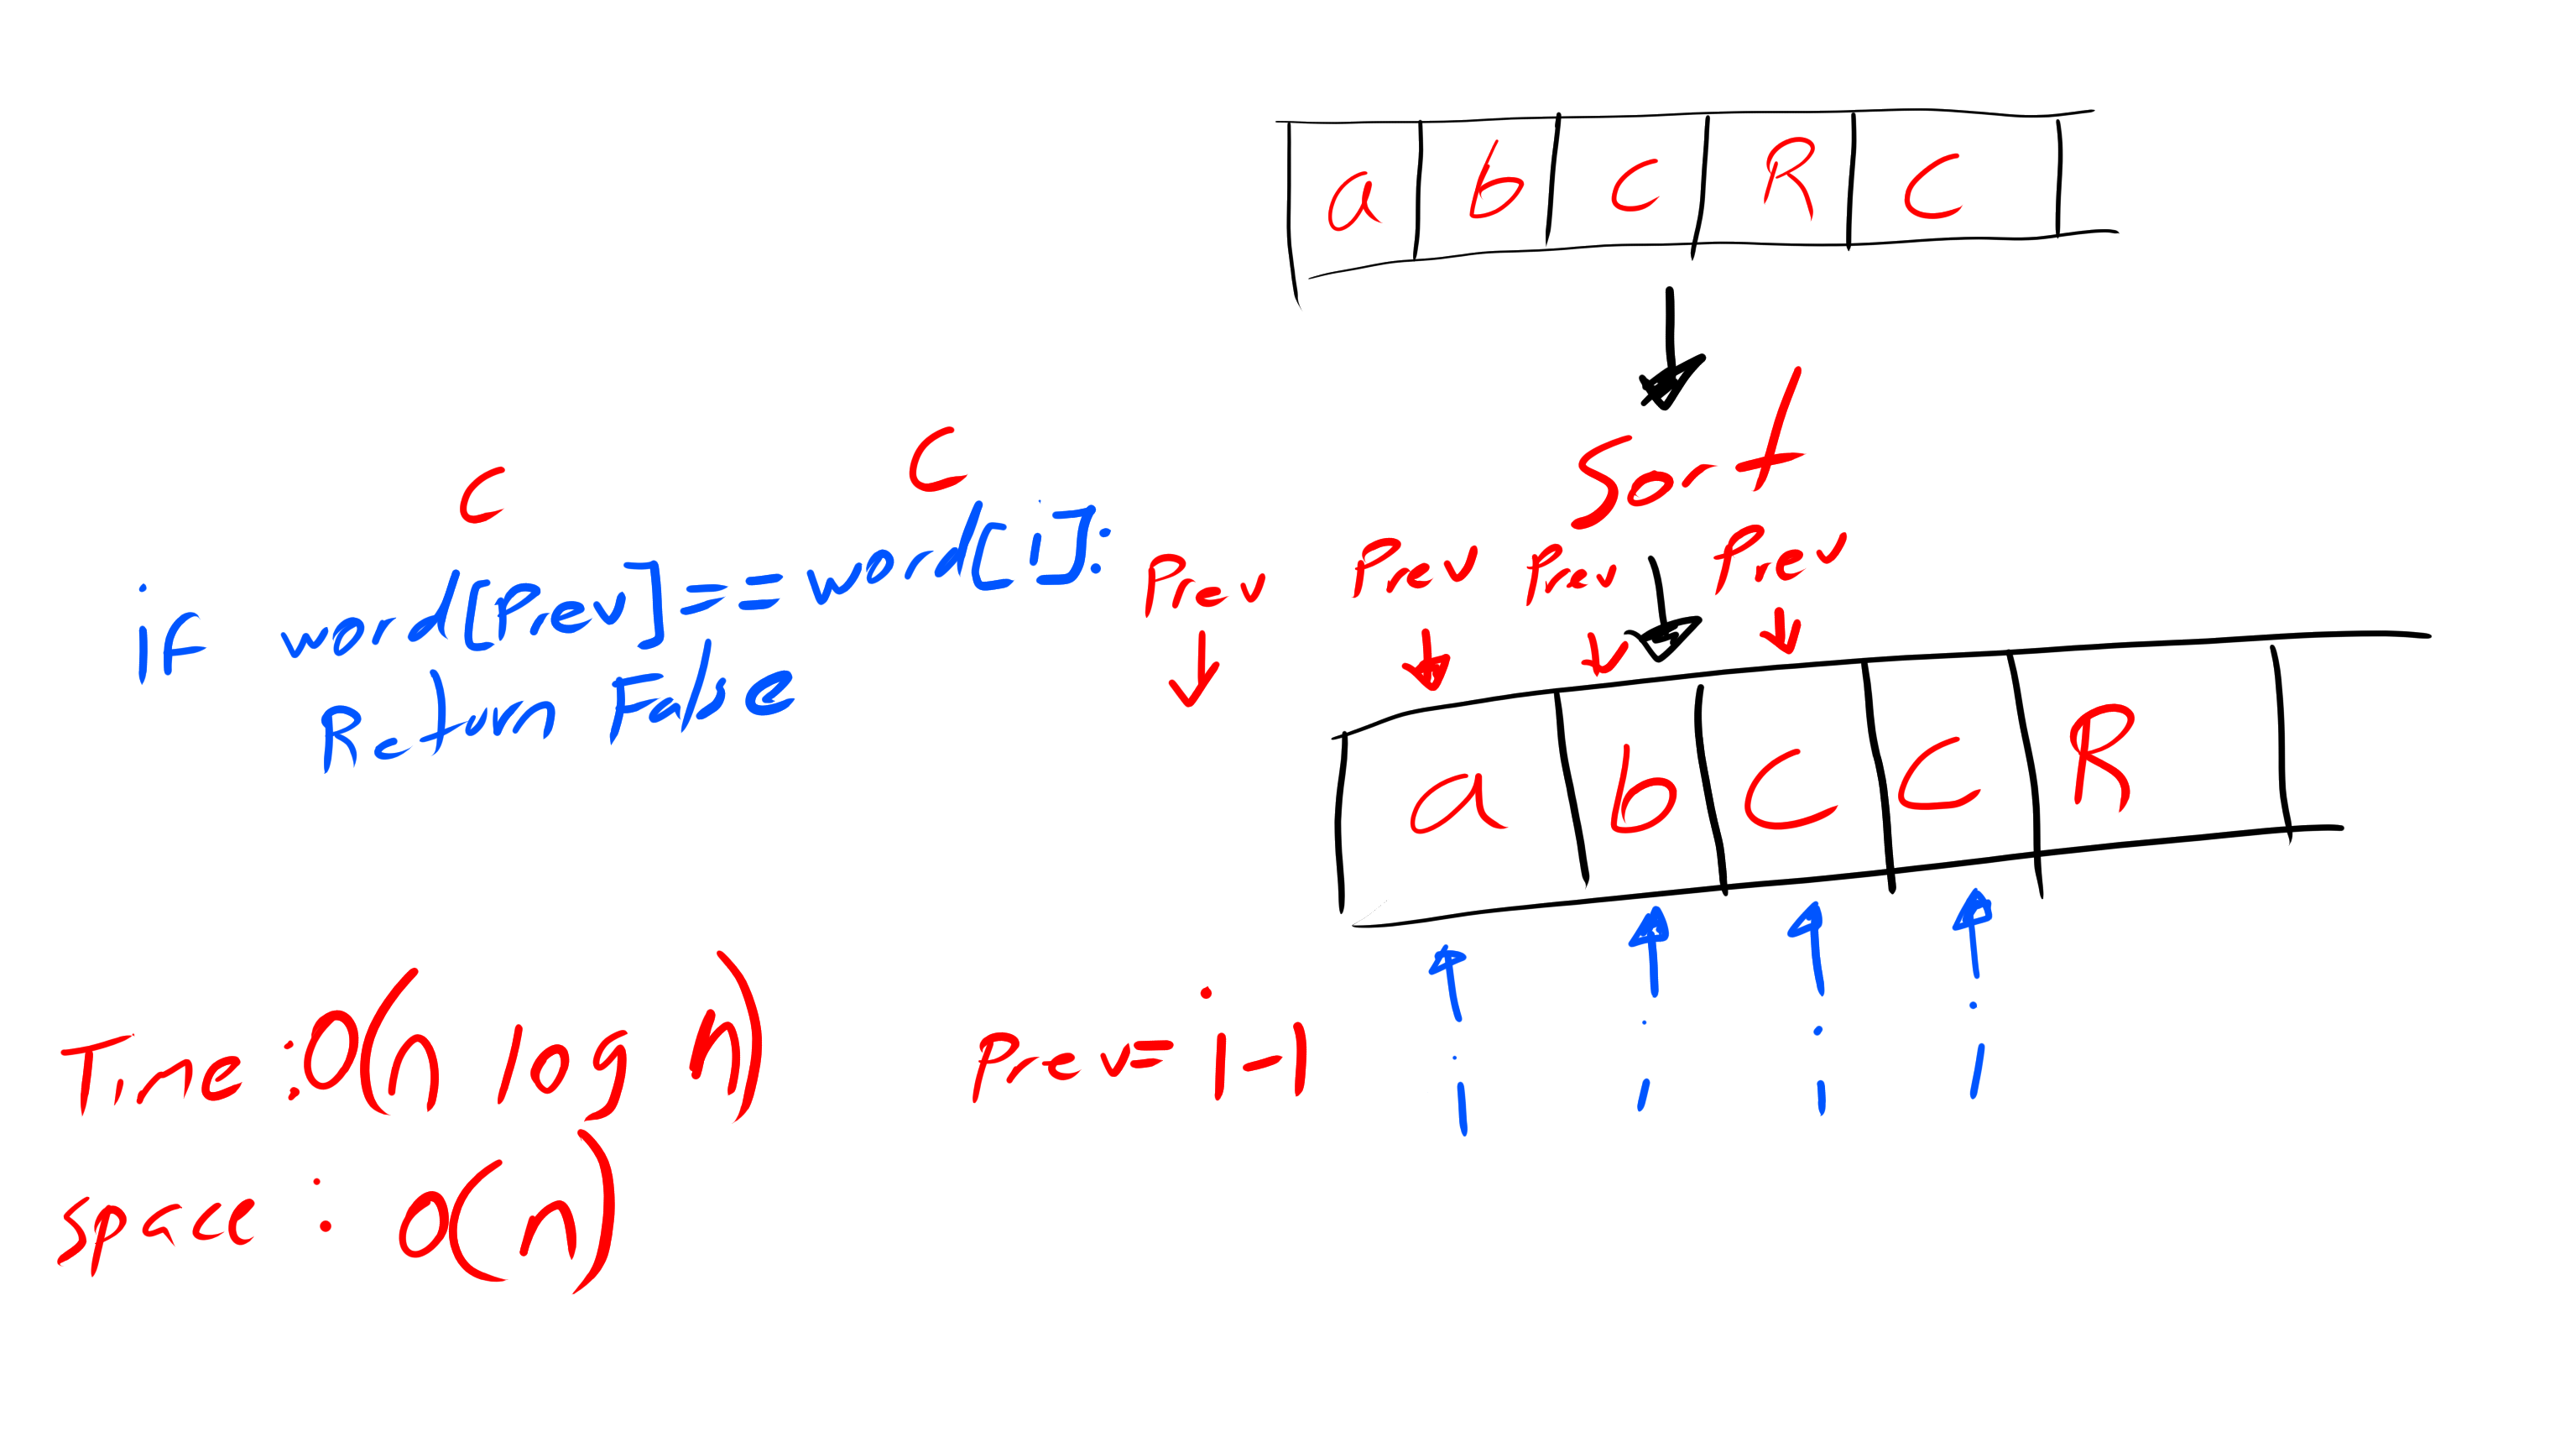 a b c R c
Sort
c c
if word[Prev]==word[i]:
Return False
Prev Prev Prev Prev
a b c c R
i i i i
Prev=i-1
Time:O(n log n)
space : O(n)